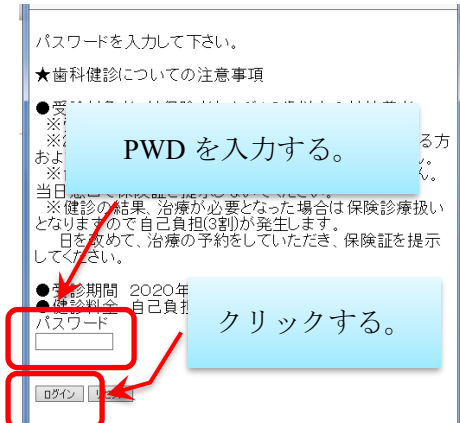 パスワードを入力して下さい。
★歯科健診についての注意事項
PWD を入力する。
る方
およ
ん。
※健診の結果、治療が必要となった場合は保険診療扱い
となりますので自己負担(3割)が発生します。
日を改めて、治療の予約をしていただき、保険証を提示
してください。
●受診期間 2020年
●健診料金 自己負担
パスワード
クリックする。
ログイン